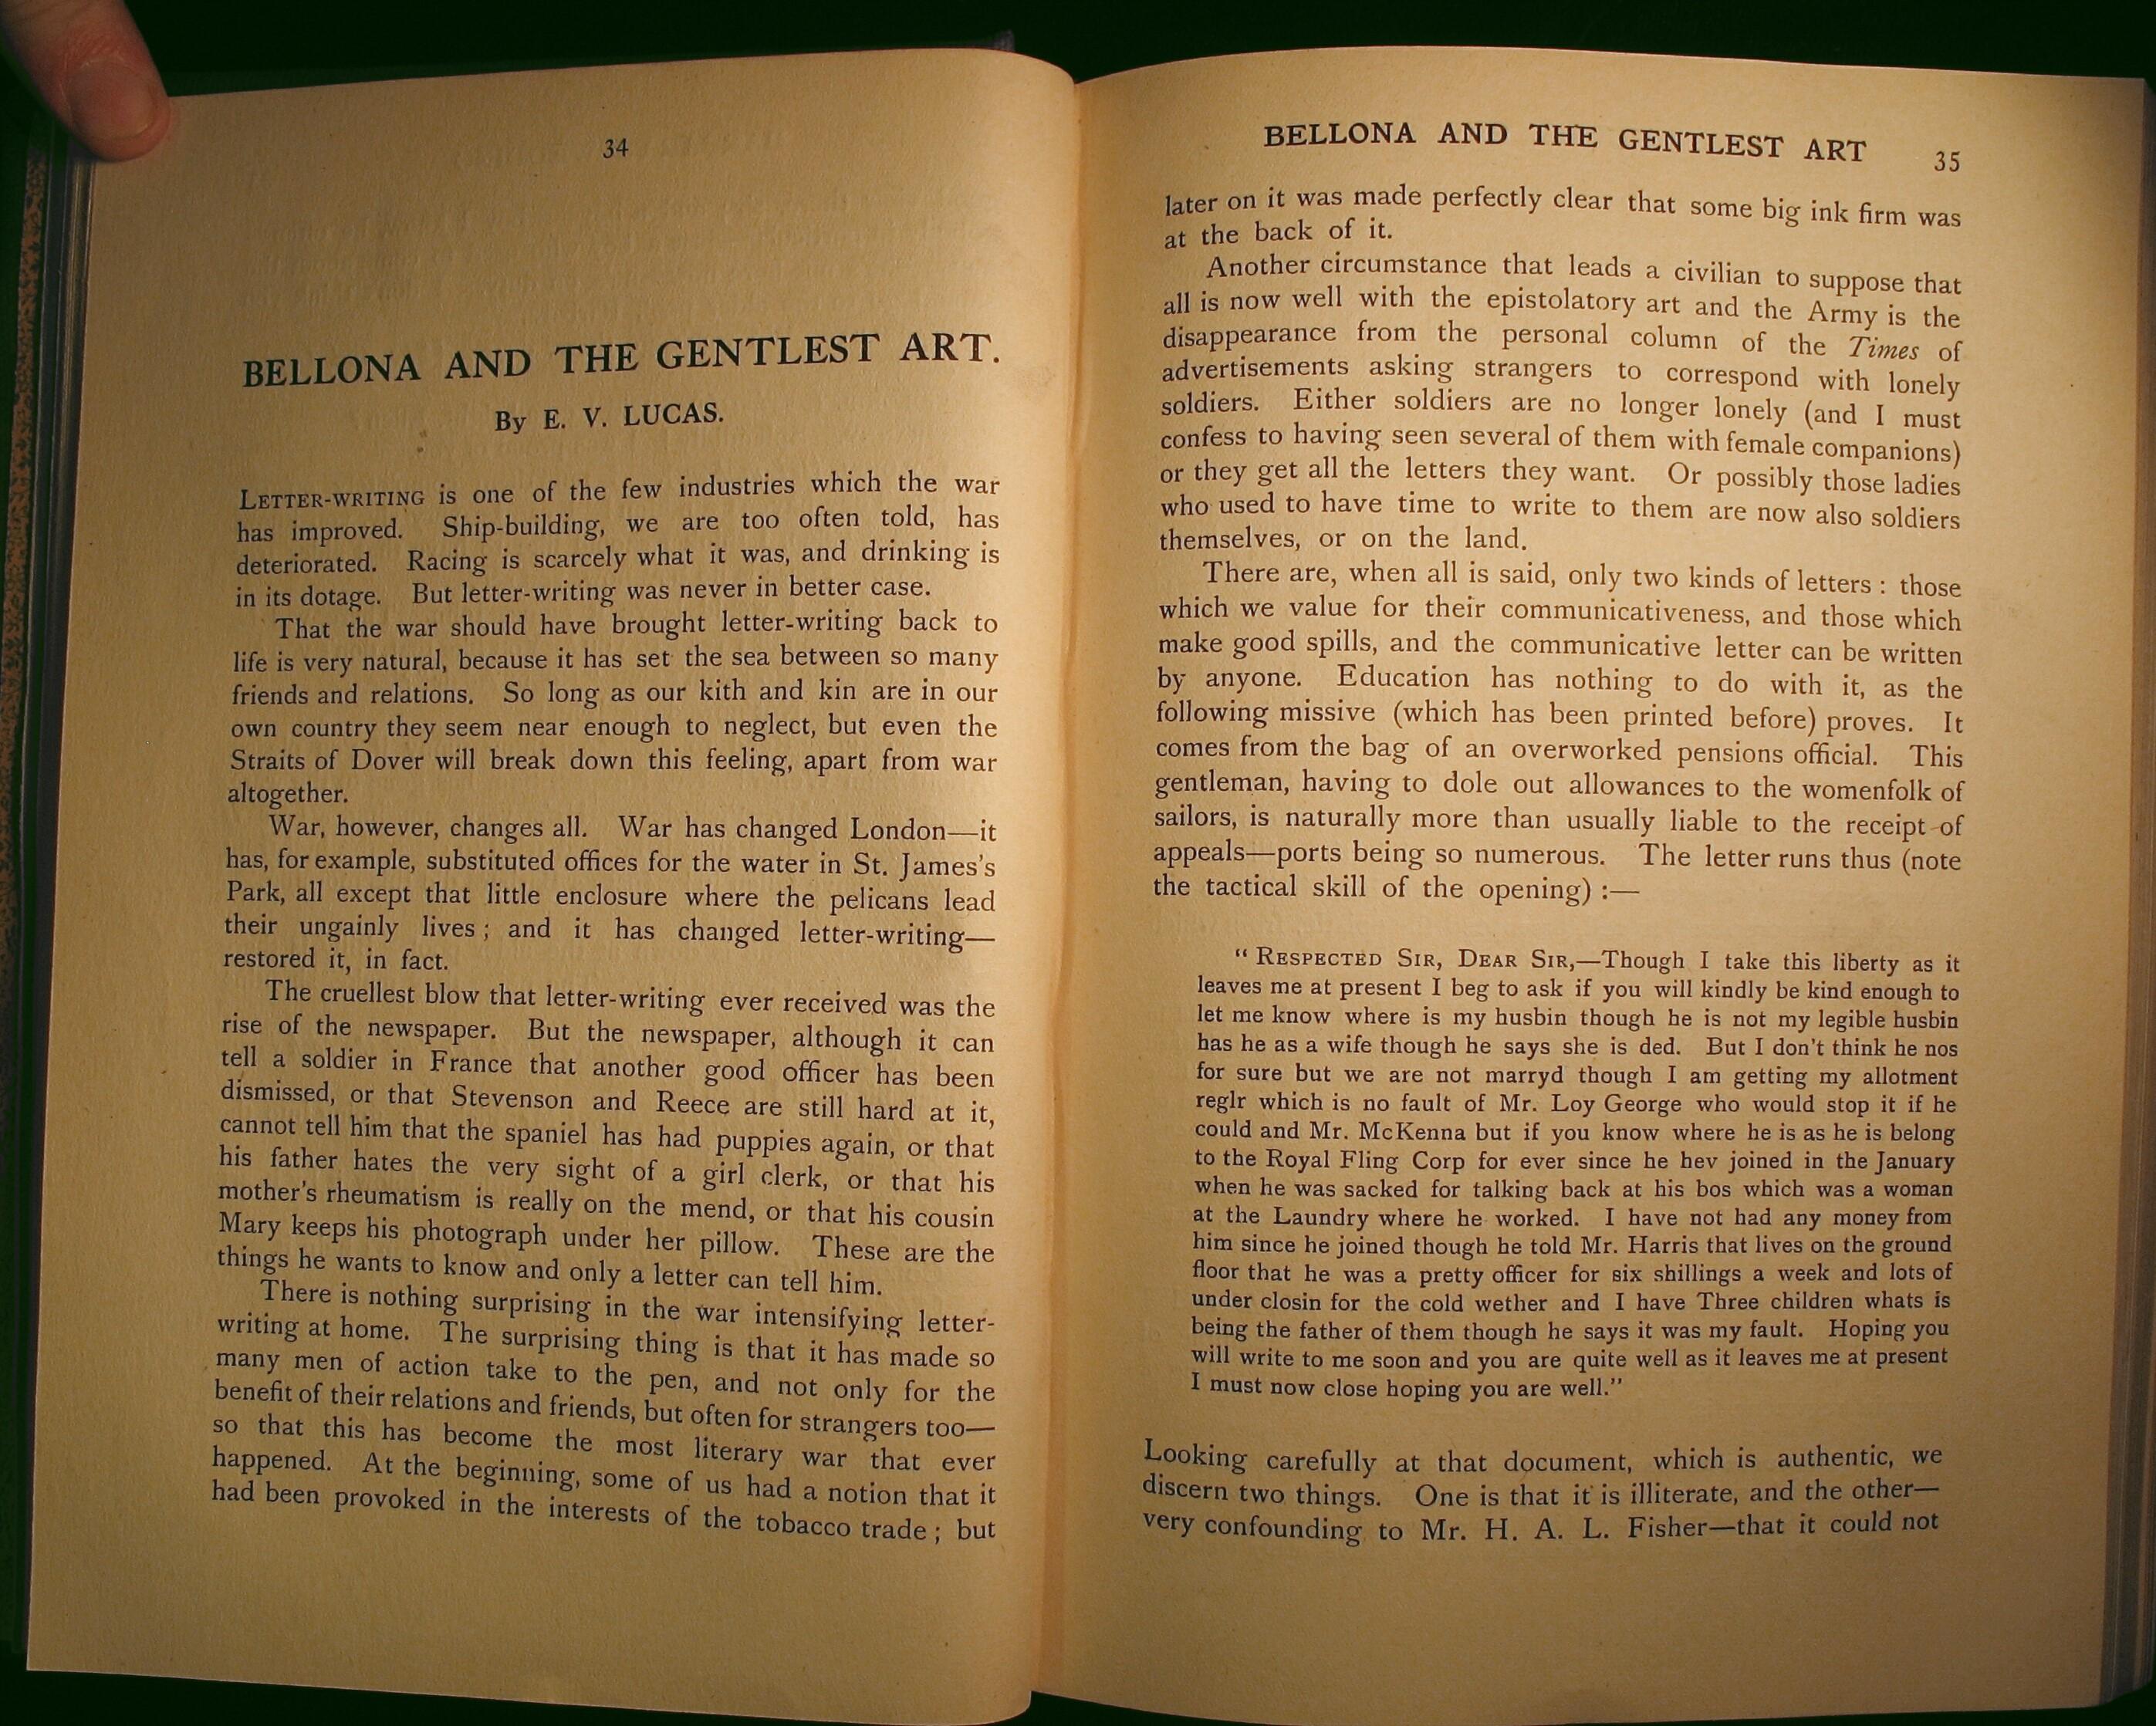 34
BELLONA AND THE GENTLEST ART.
By E. V. LUCAS.
LETTER-WRITING is one of the few industries which the war
has improved. Ship-building, we are too often told, has
deteriorated. Racing is scarcely what it was, and drinking is
in its dotage. But letter-writing was never in better case.
That the war should have brought letter-writing back to
life is very natural, because it has set the sea between so many
friends and relations. So long as our kith and kin are in our
own country they seem near enough to neglect, but even the
Straits of Dover will break down this feeling, apart from war
altogether.
War, however, changes all. War has changed London—it
has, for example, substituted offices for the water in St. James's
Park, all except that little enclosure where the pelicans lead
their ungainly lives; and it has changed letter-writing—
restored it, in fact.
The cruellest blow that letter-writing ever received was the
rise of the newspaper. But the newspaper, although it can
tell a soldier in France that another good officer has been
dismissed, or that Stevenson and Reece are still hard at it,
cannot tell him that the spaniel has had puppies again, or that
his father hates the very sight of a girl clerk, or that his
mother's rheumatism is really on the mend, or that his cousin
Mary keeps his photograph under her pillow. These are the
things he wants to know and only a letter can tell him.
There is nothing surprising in the war intensifying letter-
writing at home. The surprising thing is that it has made so
many men of action take to the pen, and not only for the
benefit of their relations and friends, but often for strangers too—
so that this has become the most literary war that ever
happened. At the beginning, some of us had a notion that it
had been provoked in the interests of the tobacco trade; but
BELLONA AND THE GENTLEST ART 35
later on it was made perfectly clear that some big ink firm was
at the back of it.
Another circumstance that leads a civilian to suppose that
all is now well with the epistolatory art and the Army is the
disappearance from the personal column of the Times of
advertisements asking strangers to correspond with lonely
soldiers. Either soldiers are no longer lonely (and I must
confess to having seen several of them with female companions)
or they get all the letters they want. Or possibly those ladies
who used to have time to write to them are now also soldiers
themselves, or on the land.
There are, when all is said, only two kinds of letters: those
which we value for their communicativeness, and those which
make good spills, and the communicative letter can be written
by anyone. Education has nothing to do with it, as the
following missive (which has been printed before) proves. It
comes from the bag of an overworked pensions official. This
gentleman, having to dole out allowances to the womenfolk of
sailors, is naturally more than usually liable to the receipt of
appeals—ports being so numerous. The letter runs thus (note
the tactical skill of the opening) :—
"RESPECTED SIR, DEAR SIR,—Though I take this liberty as it
leaves me at present I beg to ask if you will kindly be kind enough to
let me know where is my husbin though he is not my legible husbin
has he as a wife though he says she is ded. But I don't think he nos
for sure but we are not marryd though I am getting my allotment
reglr which is no fault of Mr. Loy George who would stop it if he
could and Mr. McKenna but if you know where he is as he is belong
to the Royal Fling Corp for ever since he hev joined in the January
when he was sacked for talking back at his bos which was a woman
at the Laundry where he worked. I have not had any money from
him since he joined though he told Mr. Harris that lives on the ground
floor that he was a pretty officer for six shillings a week and lots of
under closin for the cold wether and I have Three children whats is
being the father of them though he says it was my fault. Hoping you
will write to me soon and you are quite well as it leaves me at present
I must now close hoping you are well."
Looking carefully at that document, which is authentic, we
discern two things. One is that it is illiterate, and the other—
very confounding to Mr. H. A. L. Fisher—that it could not